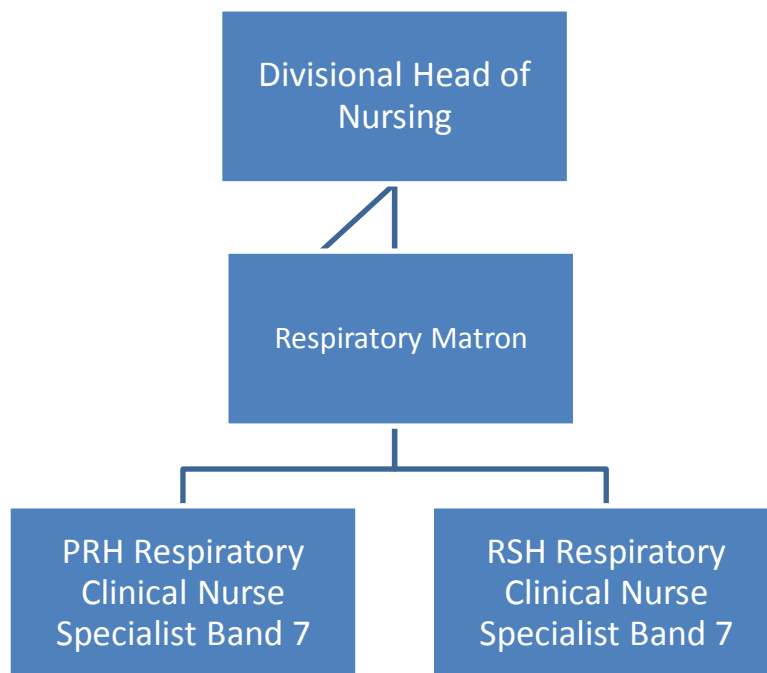 Divisional Head of
Nursing
Respiratory Matron
PRH Respiratory
Clinical Nurse
Specialist Band 7
RSH Respiratory
Clinical Nurse
Specialist Band 7